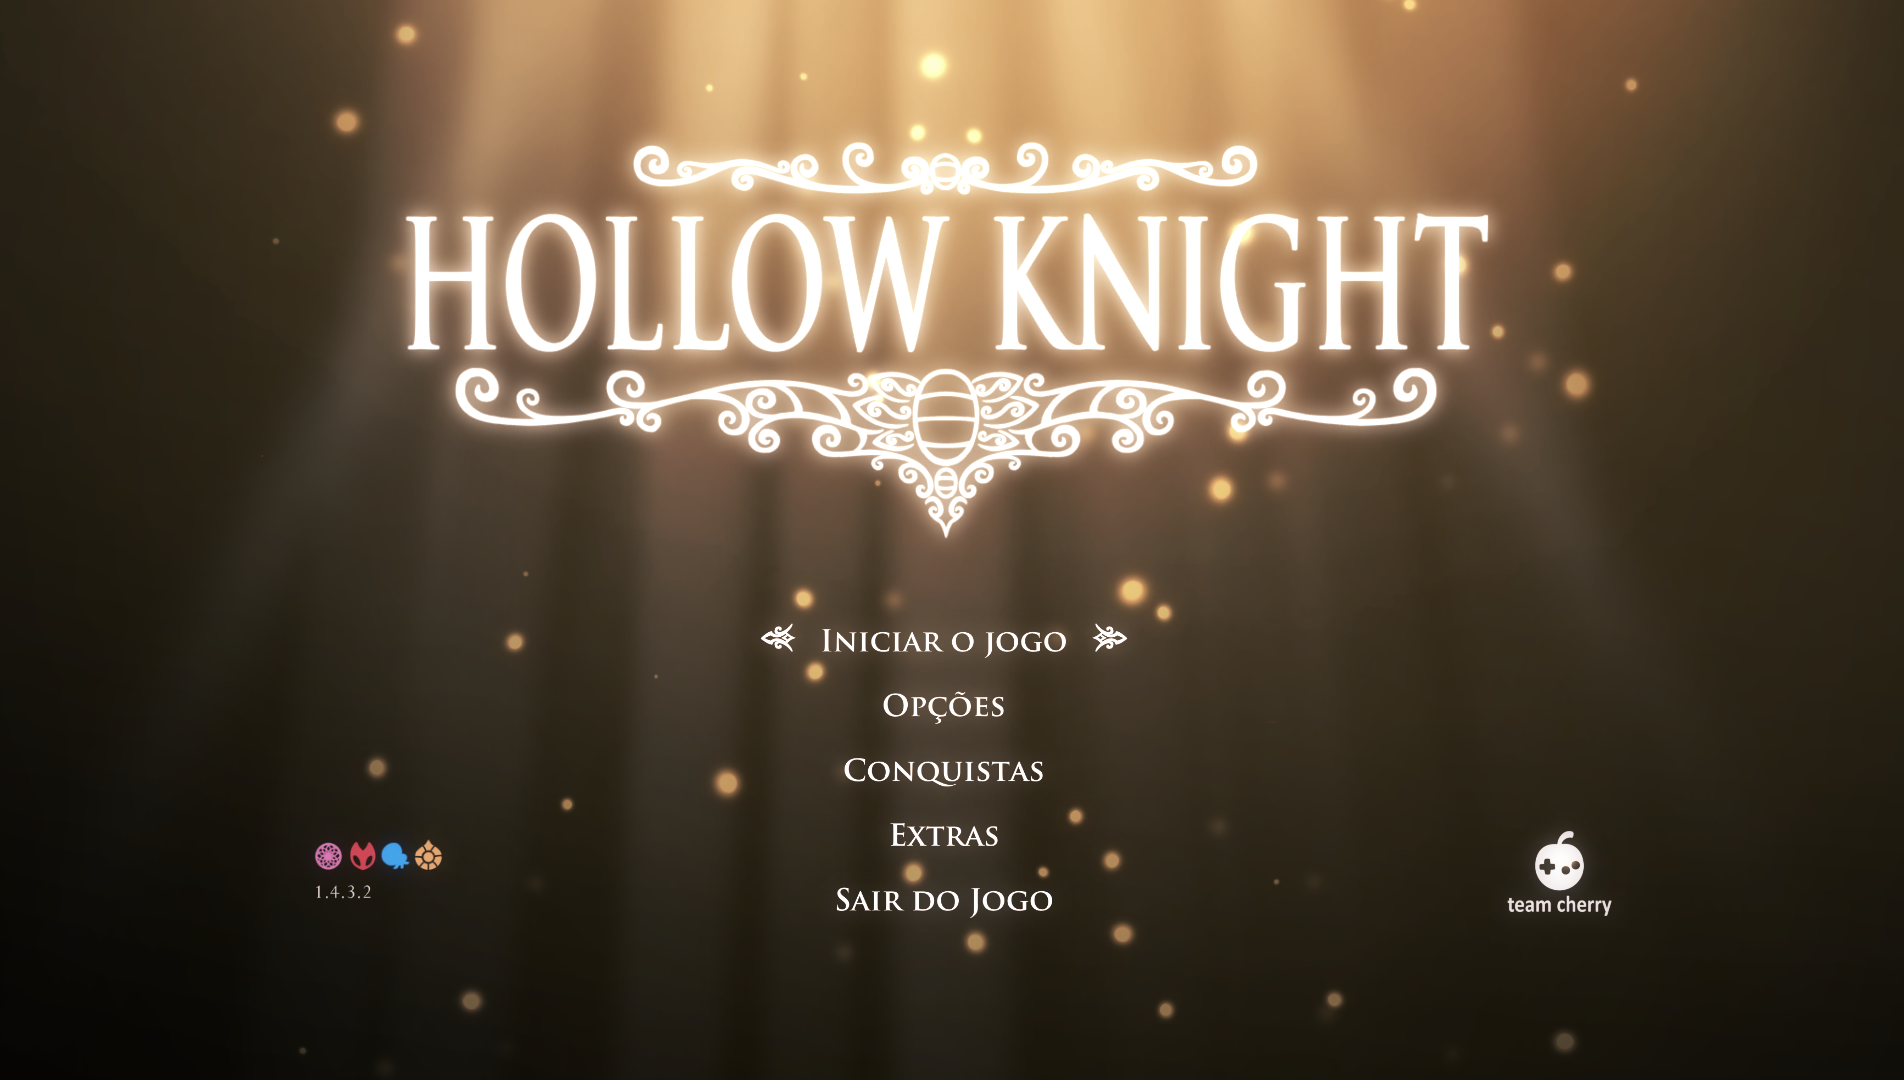 HOLLOW KNIGHT
Iniciar o jogo
Opções
Conquistas
Extras
Sair do Jogo
1.4.3.2
team cherry